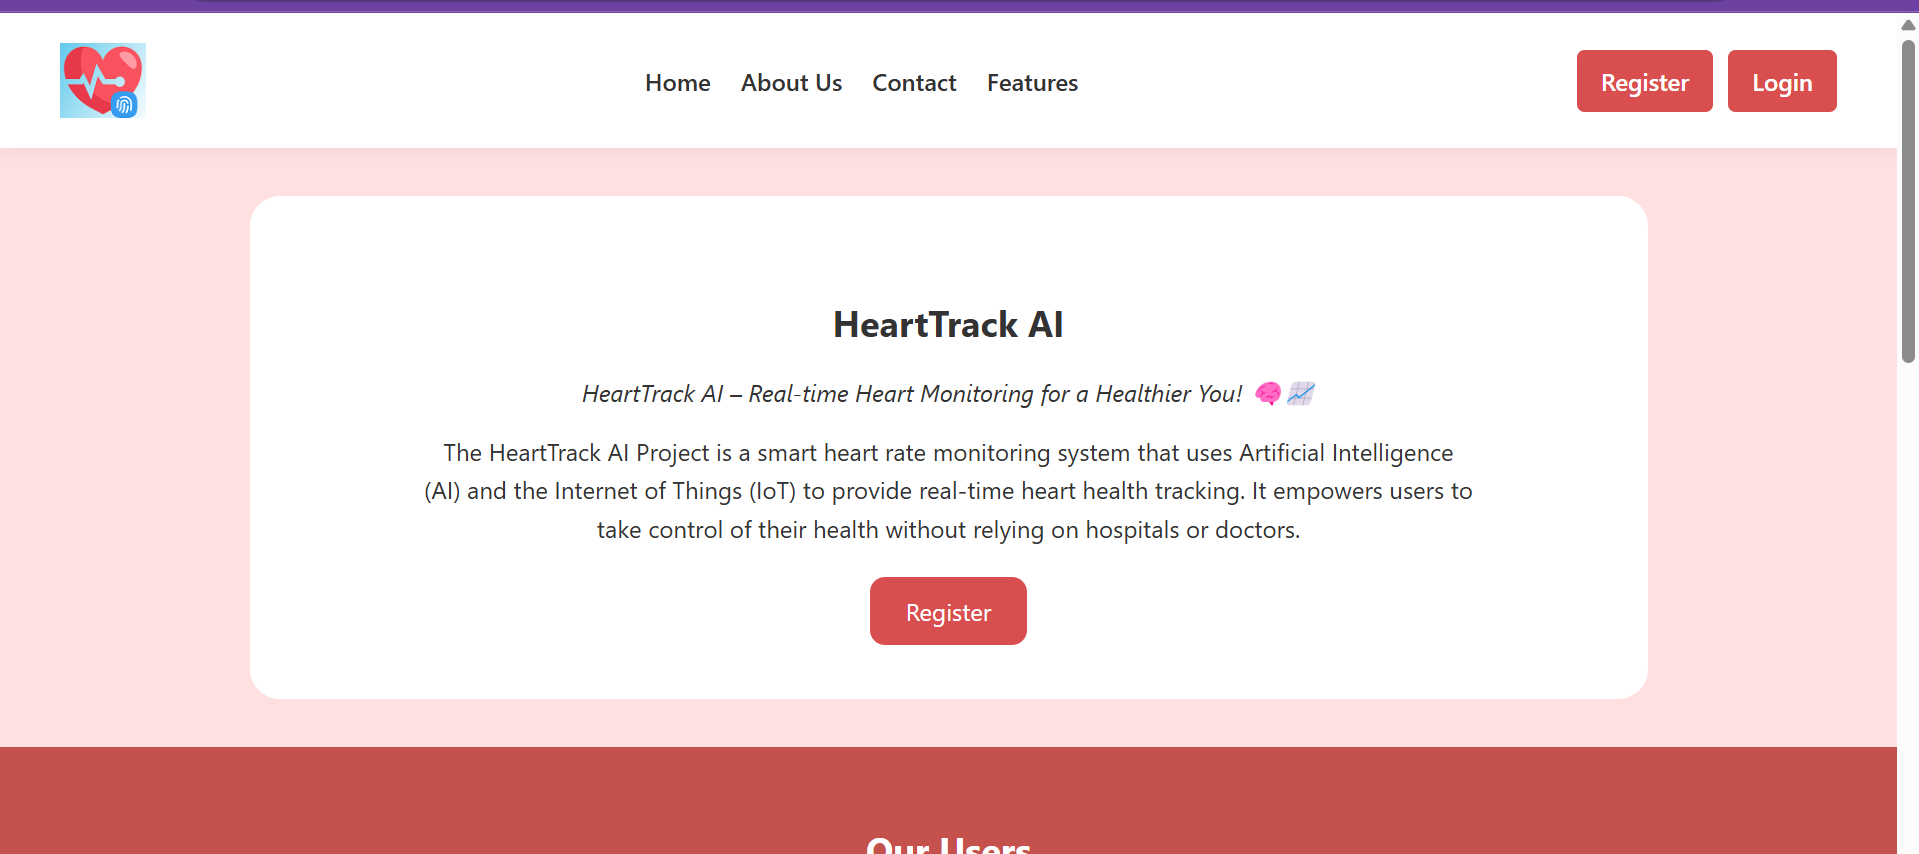 Home About Us Contact Features
Register Login
HeartTrack AI
HeartTrack AI – Real-time Heart Monitoring for a Healthier You! 🧠📈
The HeartTrack AI Project is a smart heart rate monitoring system that uses Artificial Intelligence
(AI) and the Internet of Things (IoT) to provide real-time heart health tracking. It empowers users to
take control of their health without relying on hospitals or doctors.
Register
Our Users